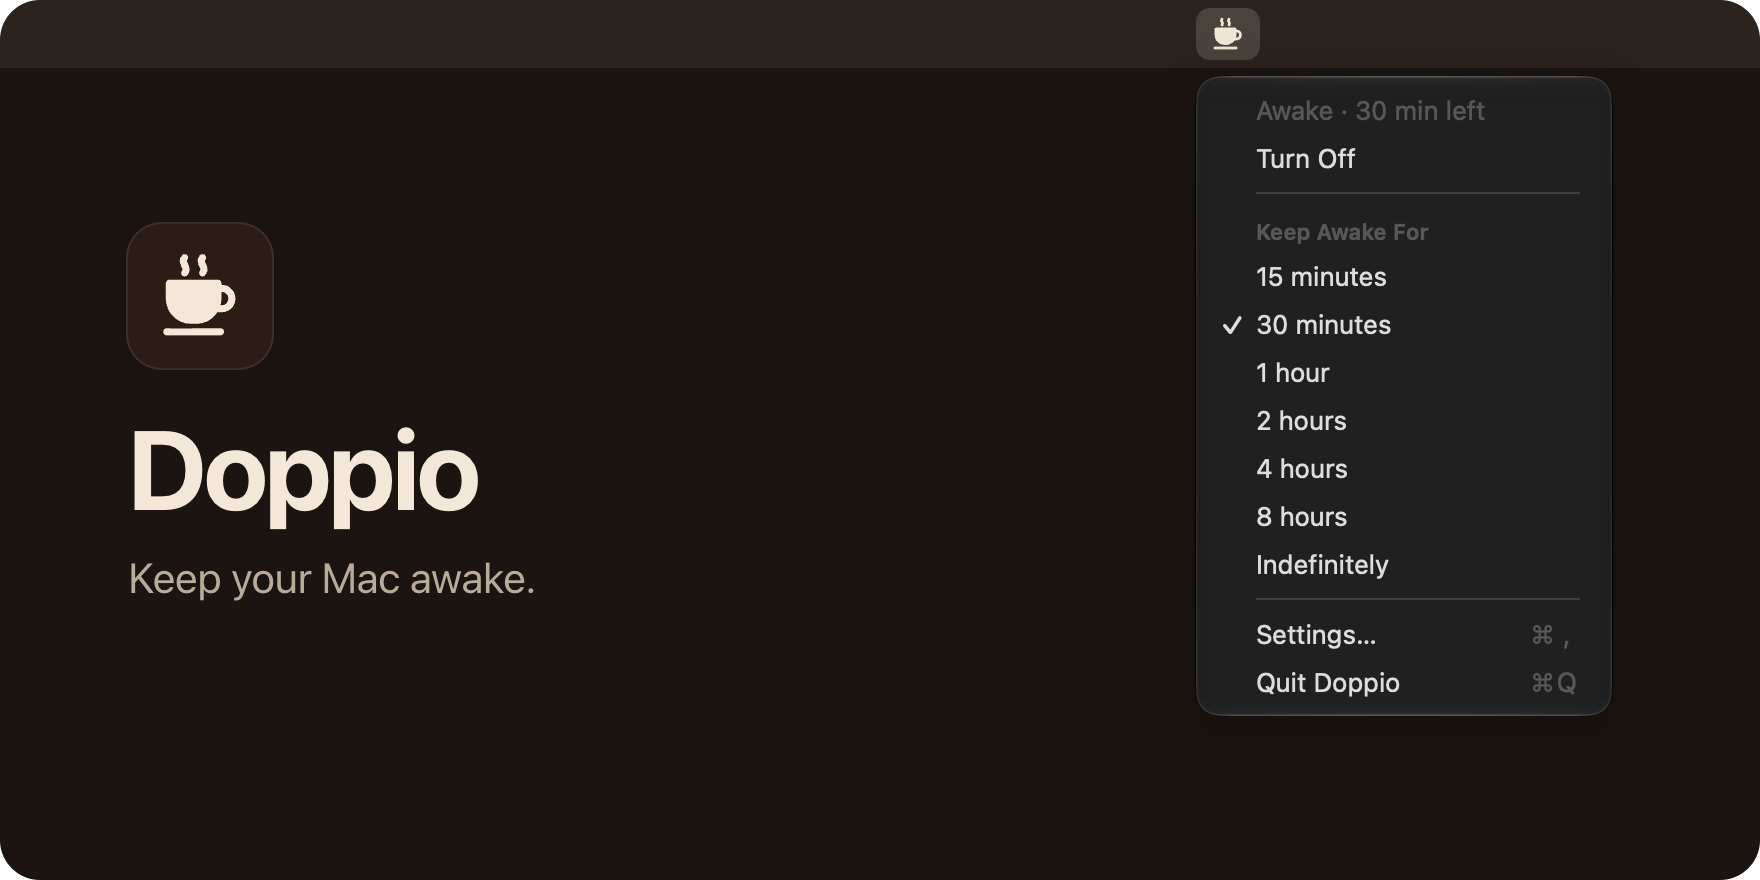 Doppio
Keep your Mac awake.
Awake · 30 min left
Turn Off
Keep Awake For
15 minutes
✓ 30 minutes
1 hour
2 hours
4 hours
8 hours
Indefinitely
Settings... ⌘ ,
Quit Doppio ⌘Q